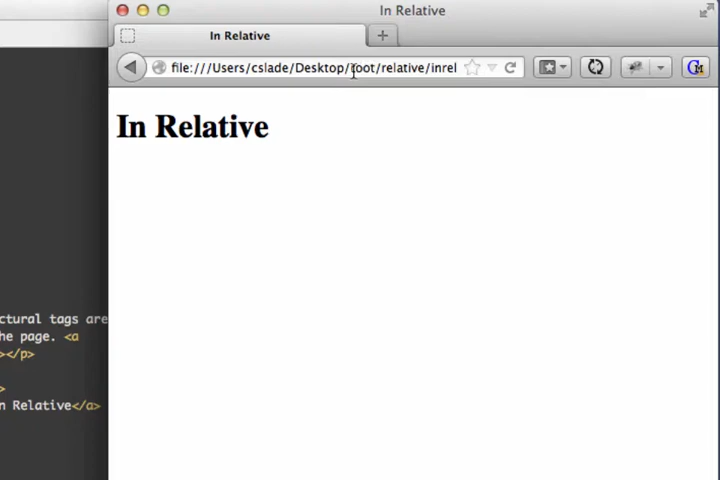 In Relative
In Relative
file:///Users/cslade/Desktop/root/relative/inrel
In Relative
ctural tags are
he page. <a
></p>
>
n Relative</a>